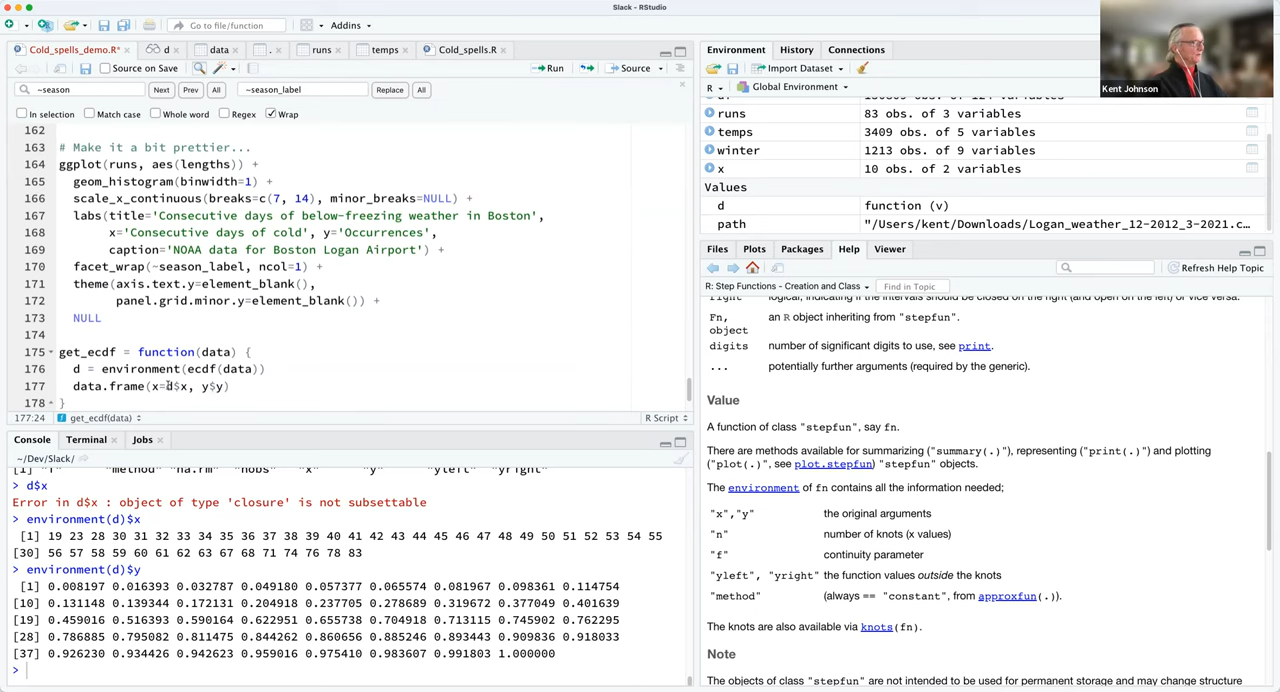 Slack - RStudio
Go to file/function
Addins
Cold_spells_demo.R*
d
data
.
runs
temps
Cold_spells.R
Source on Save
Run
Source
~season
Next
Prev
All
~season_label
Replace
All
In selection
Match case
Whole word
Regex
Wrap
162
163 # Make it a bit prettier...
164 ggplot(runs, aes(lengths)) +
165 geom_histogram(binwidth=1) +
166 scale_x_continuous(breaks=c(7, 14), minor_breaks=NULL) +
167 labs(title='Consecutive days of below-freezing weather in Boston',
168 x='Consecutive days of cold', y='Occurrences',
169 caption='NOAA data for Boston Logan Airport') +
170 facet_wrap(~season_label, ncol=1) +
171 theme(axis.text.y=element_blank(),
172 panel.grid.minor.y=element_blank()) +
173 NULL
174
175 get_ecdf = function(data) {
176 d = environment(ecdf(data))
177 data.frame(x=d$x, y$y)
178 }
177:24
get_ecdf(data)
R Script
Console
Terminal
Jobs
~/Dev/Slack/
[1] "f" "method" "na.rm" "nobs" "x" "y" "yleft" "yright"
> d$x
Error in d$x : object of type 'closure' is not subsettable
> environment(d)$x
[1] 19 23 28 30 31 32 33 34 35 36 37 38 39 40 41 42 43 44 45 46 47 48 49 50 51 52 53 54 55
[30] 56 57 58 59 60 61 62 63 67 68 71 74 76 78 83
> environment(d)$y
[1] 0.008197 0.016393 0.032787 0.049180 0.057377 0.065574 0.081967 0.098361 0.114754
[10] 0.131148 0.139344 0.172131 0.204918 0.237705 0.278689 0.319672 0.377049 0.401639
[19] 0.459016 0.516393 0.590164 0.622951 0.655738 0.704918 0.713115 0.745902 0.762295
[28] 0.786885 0.795082 0.811475 0.844262 0.860656 0.885246 0.893443 0.909836 0.918033
[37] 0.926230 0.934426 0.942623 0.959016 0.975410 0.983607 0.991803 1.000000
>
Environment
History
Connections
Import Dataset
R
Global Environment
runs 83 obs. of 3 variables
temps 3409 obs. of 5 variables
winter 1213 obs. of 9 variables
x 10 obs. of 2 variables
Values
d function (v)
path "/Users/kent/Downloads/Logan_weather_12-2012_3-2021.c…
Kent Johnson
Files
Plots
Packages
Help
Viewer
Refresh Help Topic
R: Step Functions - Creation and Class
Find in Topic
right logical, indicating if the intervals should be closed on the right (and open on the left) or vice versa.
Fn, object an R object inheriting from "stepfun".
digits number of significant digits to use, see print.
... potentially further arguments (required by the generic).
Value
A function of class "stepfun", say fn.
There are methods available for summarizing ("summary(.)"), representing ("print(.)") and plotting
("plot(.)", see plot.stepfun) "stepfun" objects.
The environment of fn contains all the information needed;
"x","y" the original arguments
"n" number of knots (x values)
"f" continuity parameter
"yleft", "yright" the function values outside the knots
"method" (always == "constant", from approxfun(.)).
The knots are also available via knots(fn).
Note
The objects of class "stepfun" are not intended to be used for permanent storage and may change structure